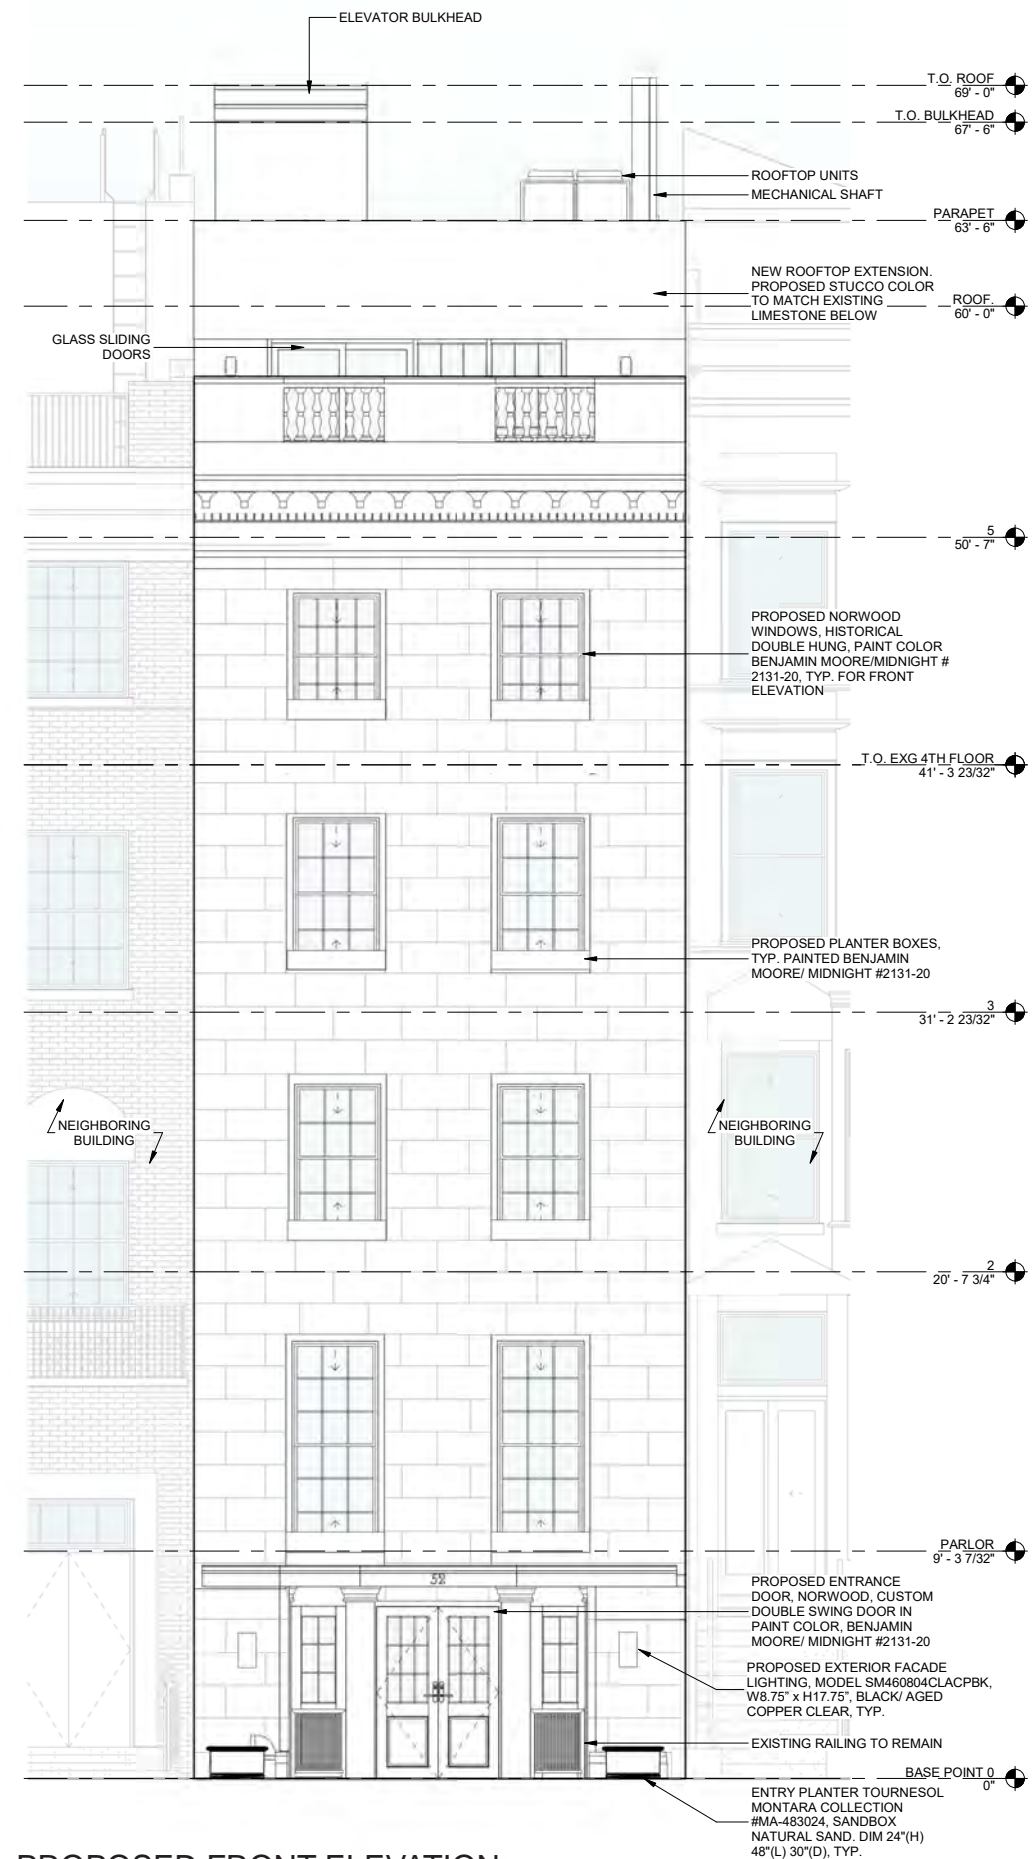 ELEVATOR BULKHEAD
T.O. ROOF
69' - 0"
T.O. BULKHEAD
67' - 6"
ROOFTOP UNITS
MECHANICAL SHAFT
PARAPET
63' - 6"
NEW ROOFTOP EXTENSION.
PROPOSED STUCCO COLOR
TO MATCH EXISTING
LIMESTONE BELOW
ROOF.
60' - 0"
GLASS SLIDING
DOORS
5
50' - 7"
PROPOSED NORWOOD
WINDOWS, HISTORICAL
DOUBLE HUNG, PAINT COLOR
BENJAMIN MOORE/MIDNIGHT #
2131-20, TYP. FOR FRONT
ELEVATION
T.O. EXG 4TH FLOOR
41' - 3 23/32"
PROPOSED PLANTER BOXES,
TYP. PAINTED BENJAMIN
MOORE/ MIDNIGHT #2131-20
3
31' - 2 23/32"
NEIGHBORING
BUILDING
NEIGHBORING
BUILDING
2
20' - 7 3/4"
PARLOR
9' - 3 7/32"
52
PROPOSED ENTRANCE
DOOR, NORWOOD, CUSTOM
DOUBLE SWING DOOR IN
PAINT COLOR, BENJAMIN
MOORE/ MIDNIGHT #2131-20
PROPOSED EXTERIOR FACADE
LIGHTING, MODEL SM460804CLACPBK,
W8.75" x H17.75", BLACK/ AGED
COPPER CLEAR, TYP.
EXISTING RAILING TO REMAIN
BASE POINT 0
0"
ENTRY PLANTER TOURNESOL
MONTARA COLLECTION
#MA-483024, SANDBOX
NATURAL SAND. DIM 24"(H)
48"(L) 30"(D), TYP.
PROPOSED FRONT ELEVATION